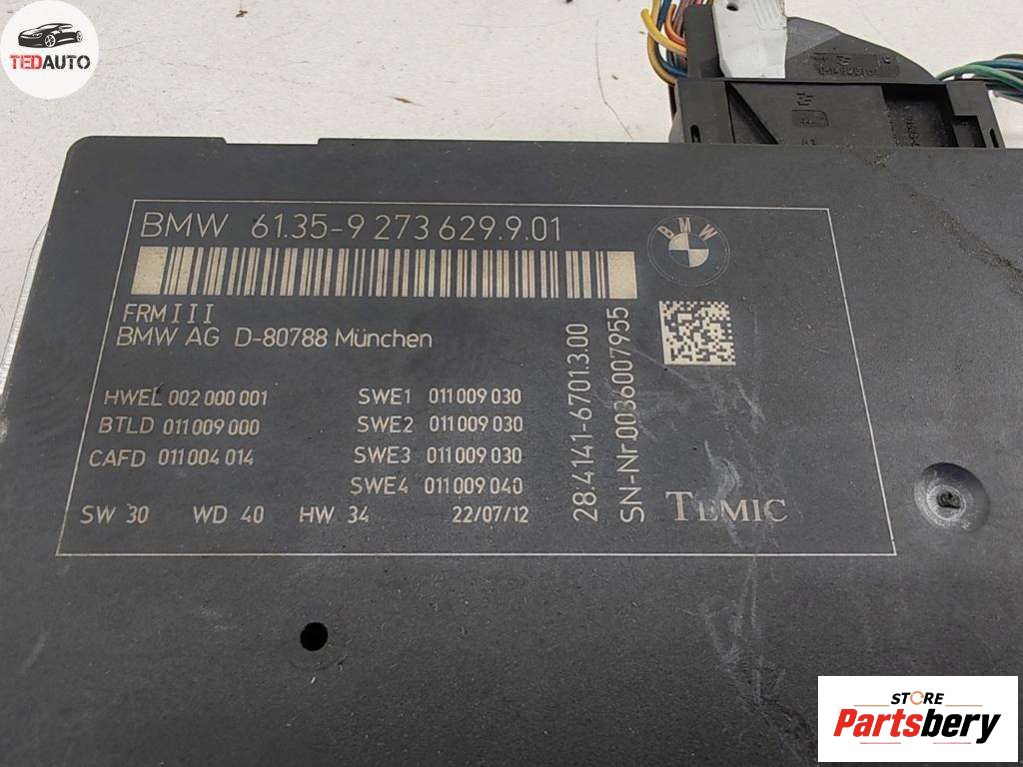 TEDAUTO
BMW 61.35-9 273 629.9.01
BMW
FRMIII
BMW AG D-80788 München
HWEL 002 000 001 SWE1 011 009 030
BTLD 011 009 000 SWE2 011 009 030
CAFD 011 004 014 SWE3 011 009 030
SWE4 011 009 040
SW 30 WD 40 HW 34 22/07/12
28.4141-6701.3.00
SN-Nr.0036007955
TEMIC
STORE
Partsbery